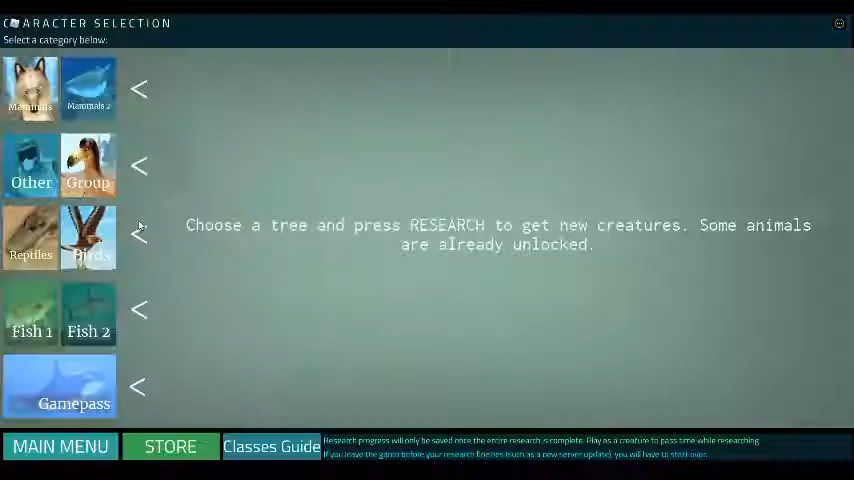 CHARACTER SELECTION
Select a category below:
Mammals
Mammals 2
<
Other
Group
<
Reptiles
Birds
<
Fish 1
Fish 2
<
Gamepass
<
Choose a tree and press RESEARCH to get new creatures. Some animals
are already unlocked.
MAIN MENU
STORE
Classes Guide
Research progress will only be saved once the entire research is complete. Play as a creature to pass time while researching.
If you leave the game before your research finishes (such as a new server update), you will have to start over.